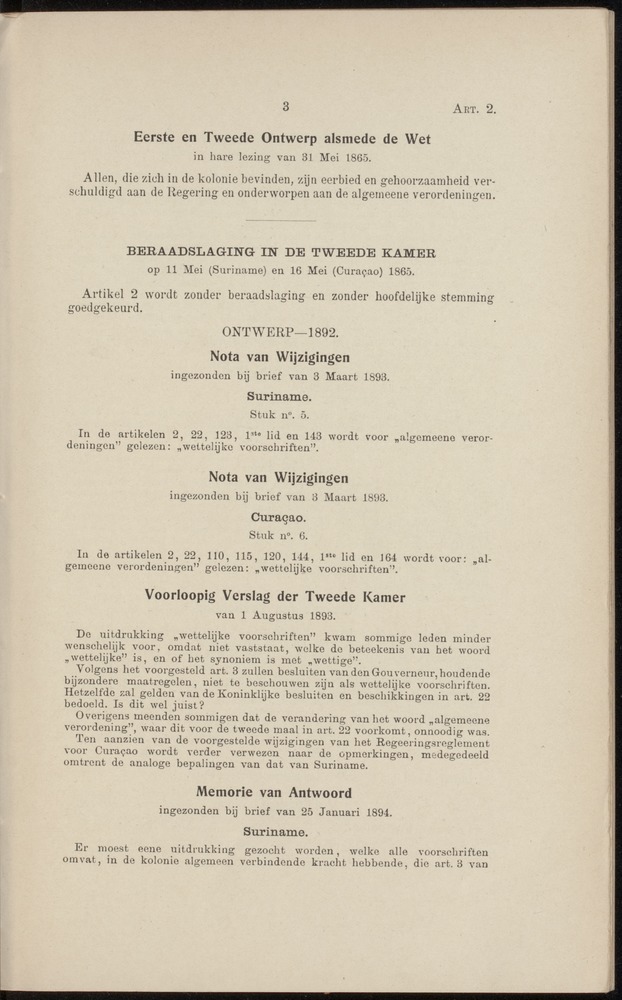 3
ART. 2.
Eerste en Tweede Ontwerp alsmede de Wet
in hare lezing van 31 Mei 1865.
Allen, die zich in de kolonie bevinden, zijn eerbied en gehoorzaamheid ver-
schuldigd aan de Regering en onderworpen aan de algemeene verordeningen.
BERAADSLAGING IN DE TWEEDE KAMER
op 11 Mei (Suriname) en 16 Mei (Curaçao) 1865.
Artikel 2 wordt zonder beraadslaging en zonder hoofdelijke stemming
goedgekeurd.
ONTWERP—1892.
Nota van Wijzigingen
ingezonden bij brief van 3 Maart 1893.
Suriname.
Stuk nº. 5.
In de artikelen 2, 22, 123, 1ste lid en 143 wordt voor „algemeene veror-
deningen" gelezen: „wettelijke voorschriften".
Nota van Wijzigingen
ingezonden bij brief van 3 Maart 1893.
Curaçao.
Stuk nº. 6.
In de artikelen 2, 22, 110, 115, 120, 144, 1ste lid en 164 wordt voor: „al-
gemeene verordeningen" gelezen: „wettelijke voorschriften".
Voorloopig Verslag der Tweede Kamer
van 1 Augustus 1893.
De uitdrukking „wettelijke voorschriften" kwam sommige leden minder
wenschelijk voor, omdat niet vaststaat, welke de beteekenis van het woord
„wettelijke" is, en of het synoniem is met „wettige".
Volgens het voorgesteld art. 3 zullen besluiten van den Gouverneur, houdende
bijzondere maatregelen, niet te beschouwen zijn als wettelijke voorschriften.
Hetzelfde zal gelden van de Koninklijke besluiten en beschikkingen in art. 22
bedoeld. Is dit wel juist?
Overigens meenden sommigen dat de verandering van het woord „algemeene
verordening", waar dit voor de tweede maal in art. 22 voorkomt, onnoodig was.
Ten aanzien van de voorgestelde wijzigingen van het Regeeringsreglement
voor Curaçao wordt verder verwezen naar de opmerkingen, medegedeeld
omtrent de analoge bepalingen van dat van Suriname.
Memorie van Antwoord
ingezonden bij brief van 25 Januari 1894.
Suriname.
Er moest eene uitdrukking gezocht worden, welke alle voorschriften
omvat, in de kolonie algemeen verbindende kracht hebbende, die art. 3 van